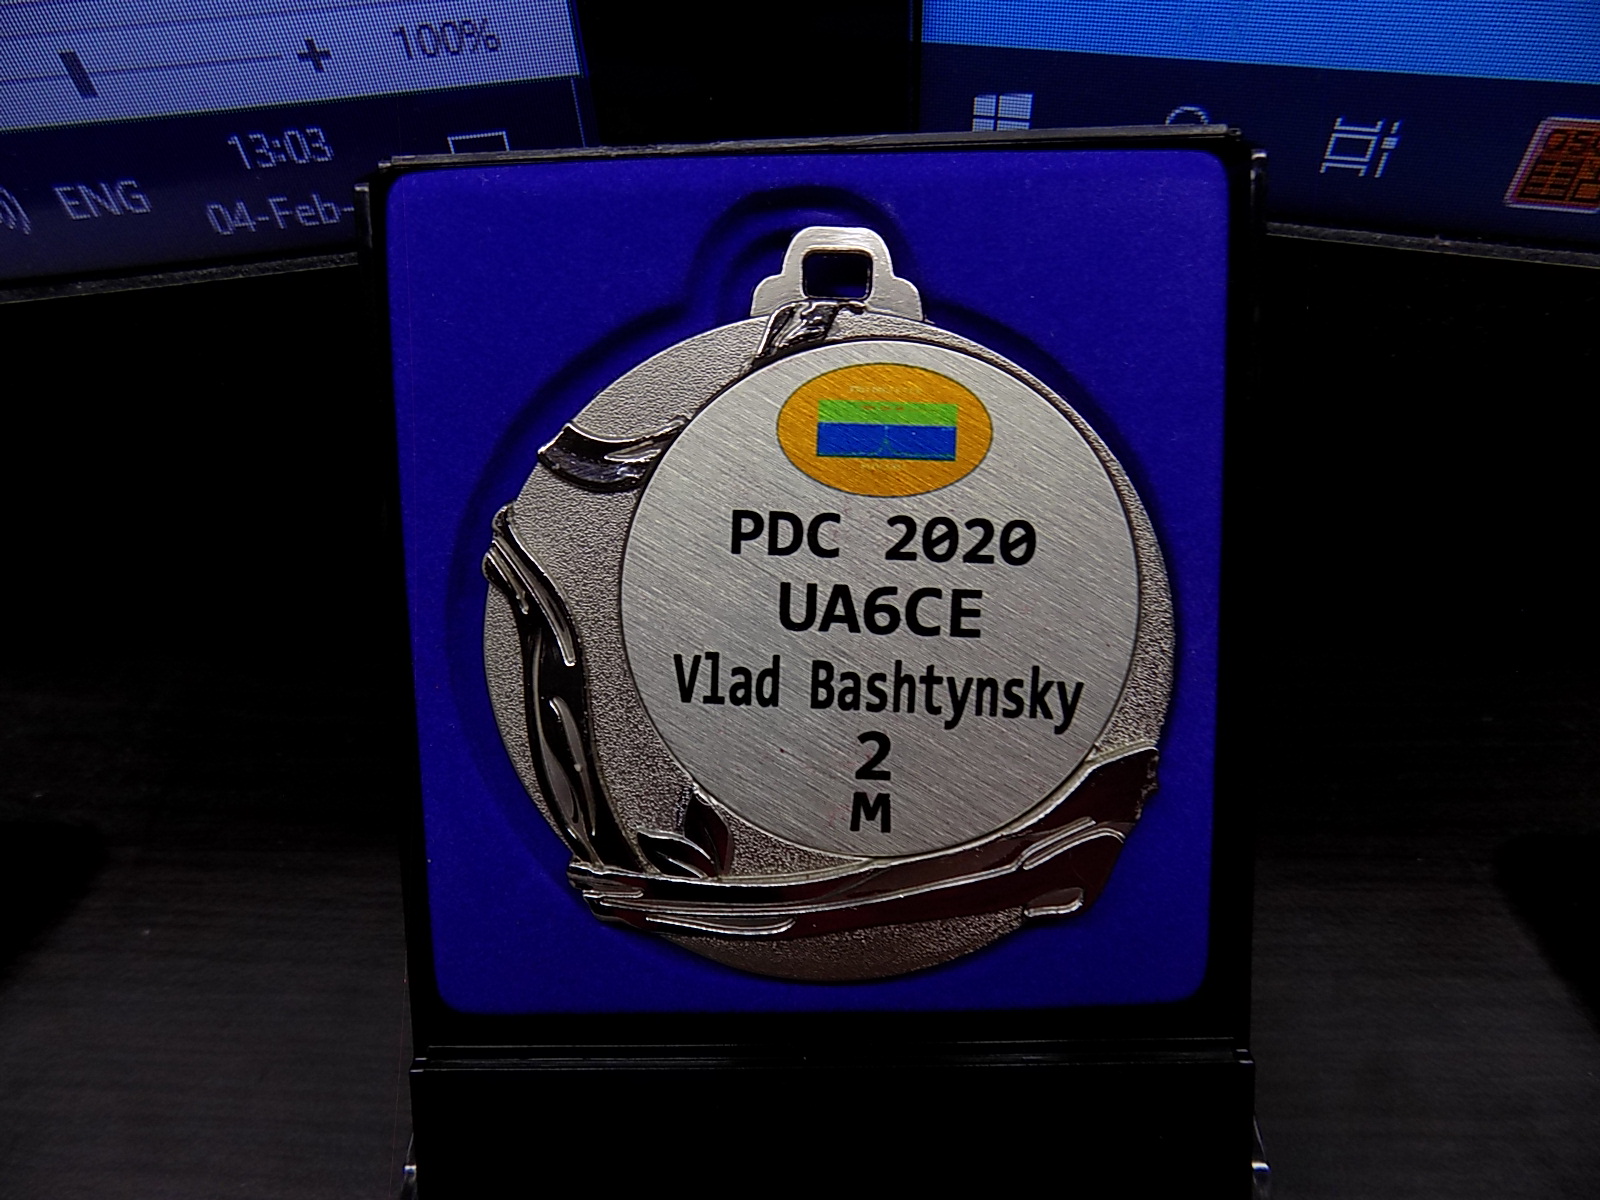 100%
13:03
ENG
04-Feb-
PDC 2020
UA6CE
Vlad Bashtynsky
2
M